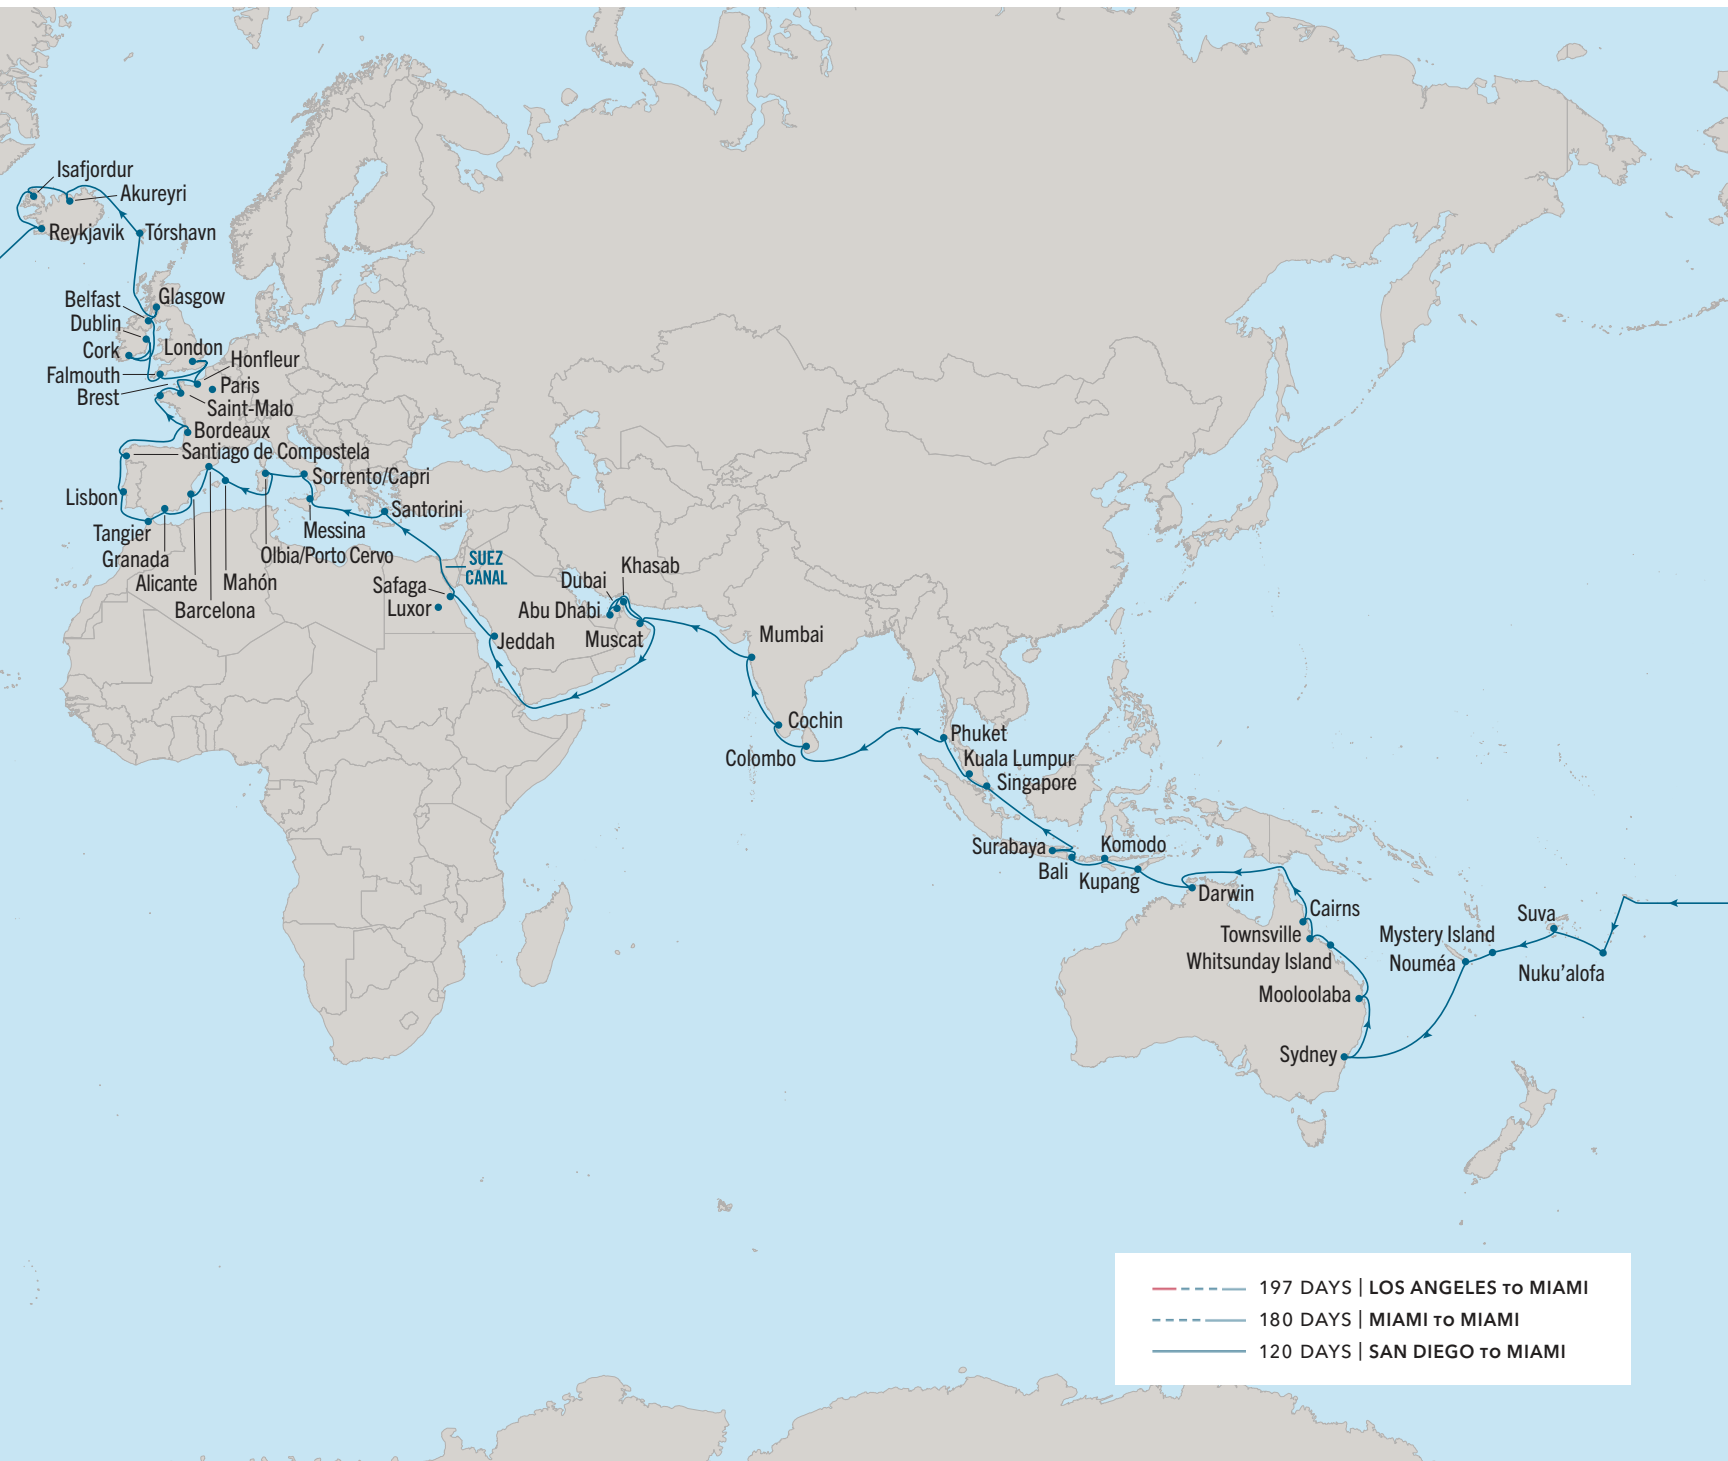 Isafjordur
Akureyri
Reykjavik
Tórshavn
Belfast
Glasgow
Dublin
Cork
London
Honfleur
Falmouth
Paris
Brest
Saint-Malo
Bordeaux
Santiago de Compostela
Sorrento/Capri
Lisbon
Santorini
Tangier
Messina
Granada
Olbia/Porto Cervo
Alicante
Mahón
Barcelona
SUEZ
CANAL
Safaga
Luxor
Khasab
Dubai
Abu Dhabi
Muscat
Jeddah
Mumbai
Cochin
Colombo
Phuket
Kuala Lumpur
Singapore
Surabaya
Komodo
Bali
Kupang
Darwin
Cairns
Townsville
Whitsunday Island
Mooloolaba
Sydney
Suva
Mystery Island
Nouméa
Nuku’alofa
197 DAYS | LOS ANGELES TO MIAMI
180 DAYS | MIAMI TO MIAMI
120 DAYS | SAN DIEGO TO MIAMI